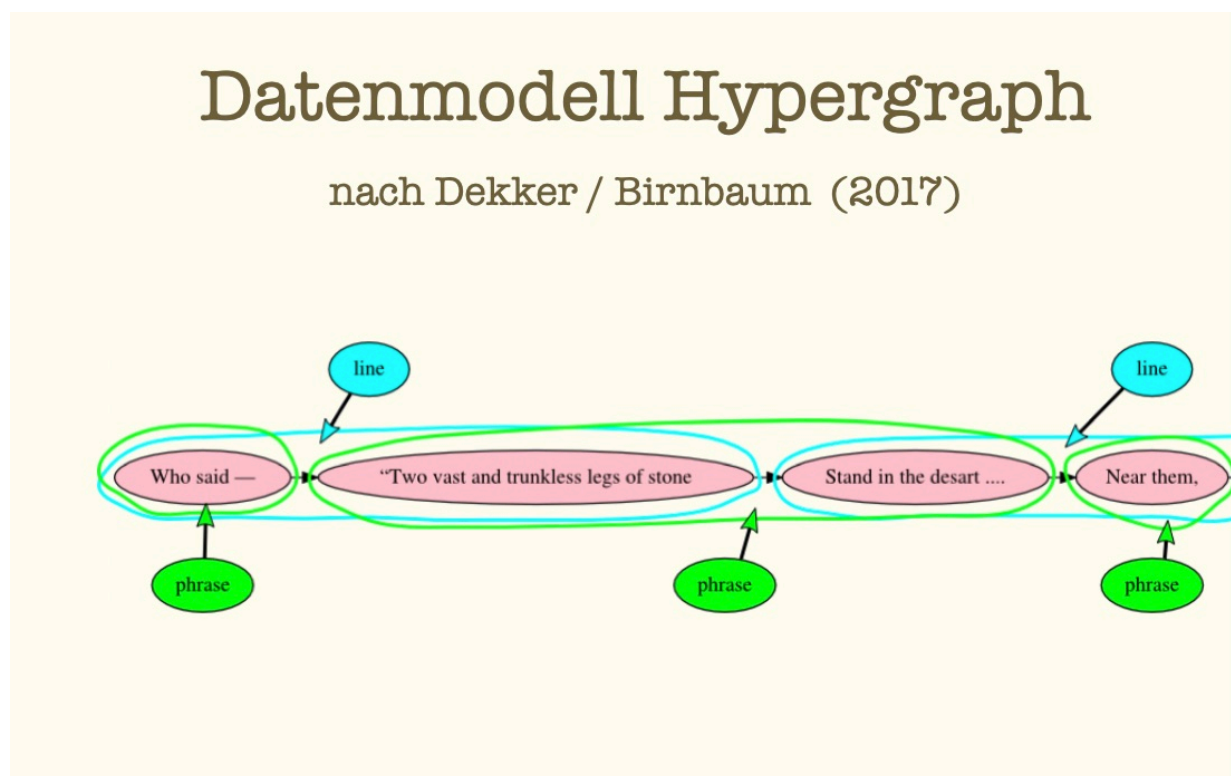 Datenmodell Hypergraph
nach Dekker / Birnbaum (2017)
line
line
Who said —
“Two vast and trunkless legs of stone
Stand in the desart ....
Near them,
phrase
phrase
phrase